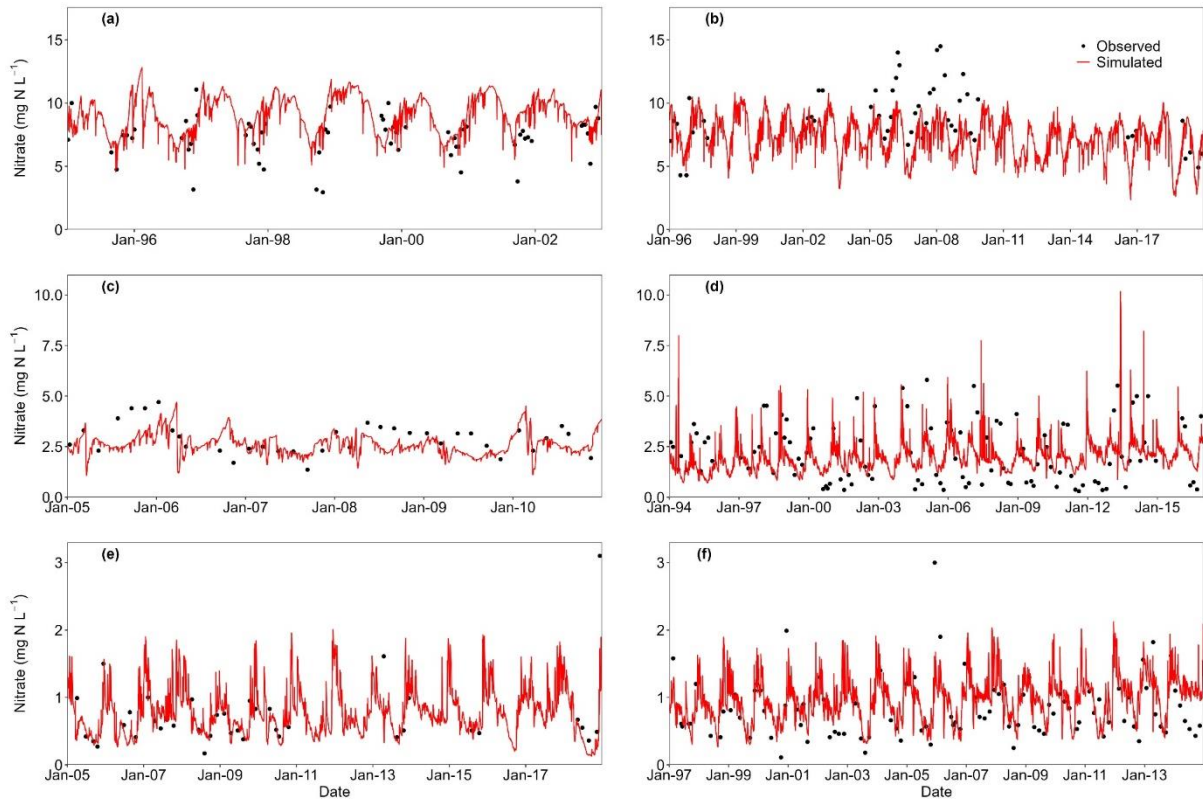 (a)
(b)
15
10
5
0
Nitrate (mg N L⁻¹)
Jan-96 Jan-98 Jan-00 Jan-02
15
10
5
0
Observed
Simulated
Jan-96 Jan-99 Jan-02 Jan-05 Jan-08 Jan-11 Jan-14 Jan-17
(c)
(d)
10.0
7.5
5.0
2.5
0.0
Nitrate (mg N L⁻¹)
Jan-05 Jan-06 Jan-07 Jan-08 Jan-09 Jan-10
10.0
7.5
5.0
2.5
0.0
Jan-94 Jan-97 Jan-00 Jan-03 Jan-06 Jan-09 Jan-12 Jan-15
(e)
(f)
3
2
1
0
Nitrate (mg N L⁻¹)
Jan-05 Jan-07 Jan-09 Jan-11 Jan-13 Jan-15 Jan-17
Date
3
2
1
0
Jan-97 Jan-99 Jan-01 Jan-03 Jan-05 Jan-07 Jan-09 Jan-11 Jan-13
Date